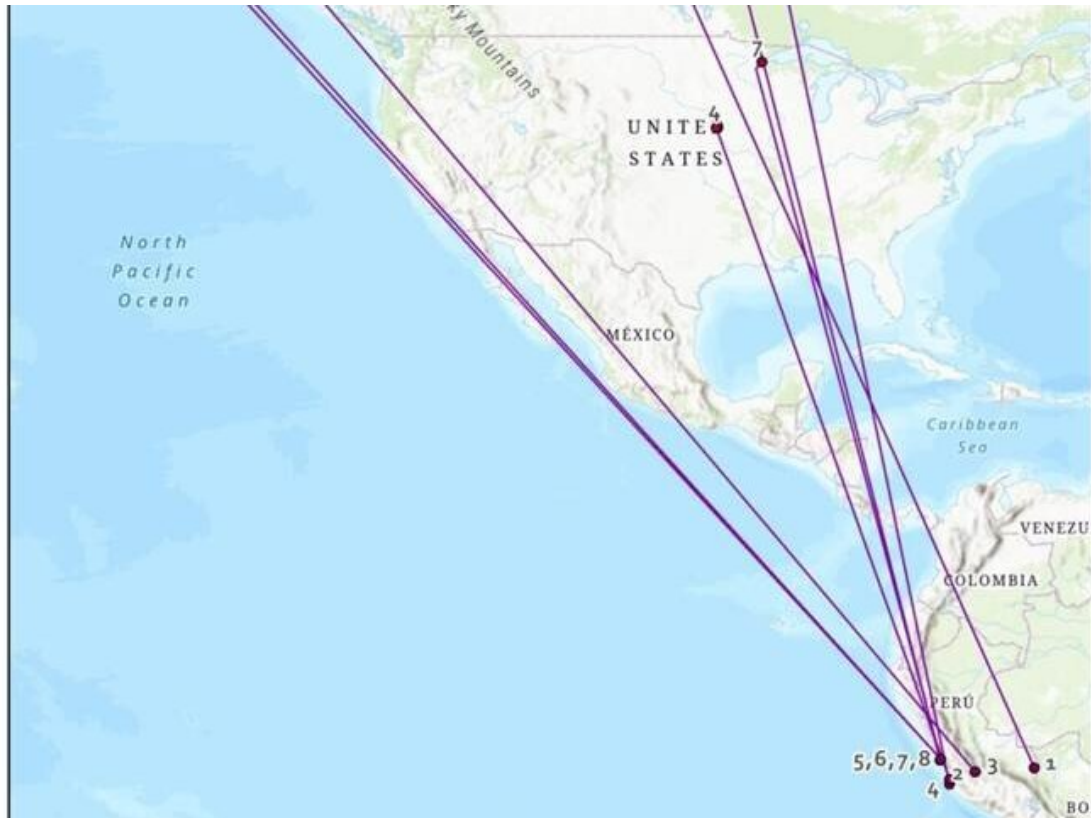 ky Mountains
7
4
UNITE
STATES
North
Pacific
Ocean
MÉXICO
Caribbean
Sea
VENEZU
COLOMBIA
PERÚ
5,6,7,8
2
3
1
4
BO